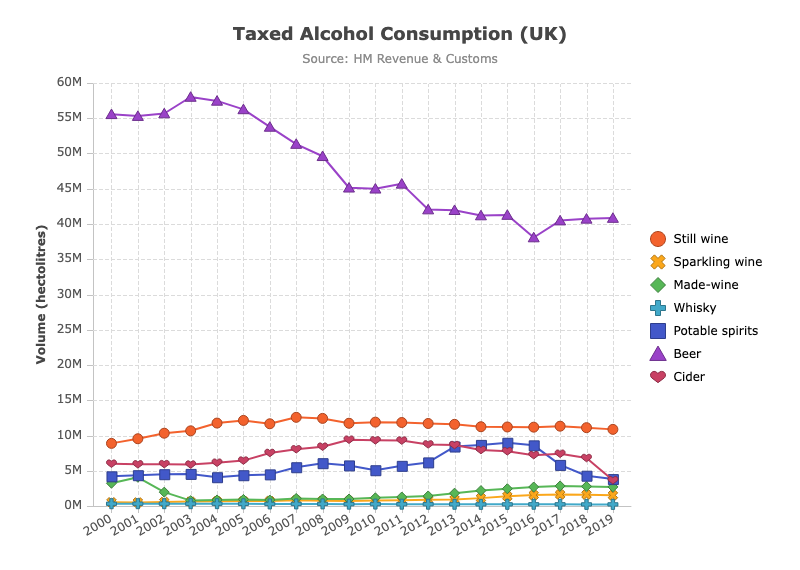 Taxed Alcohol Consumption (UK)
Source: HM Revenue & Customs
Volume (hectolitres)
60M
55M
50M
45M
40M
35M
30M
25M
20M
15M
10M
5M
0M
2000 2001 2002 2003 2004 2005 2006 2007 2008 2009 2010 2011 2012 2013 2014 2015 2016 2017 2018 2019
Still wine
Sparkling wine
Made-wine
Whisky
Potable spirits
Beer
Cider